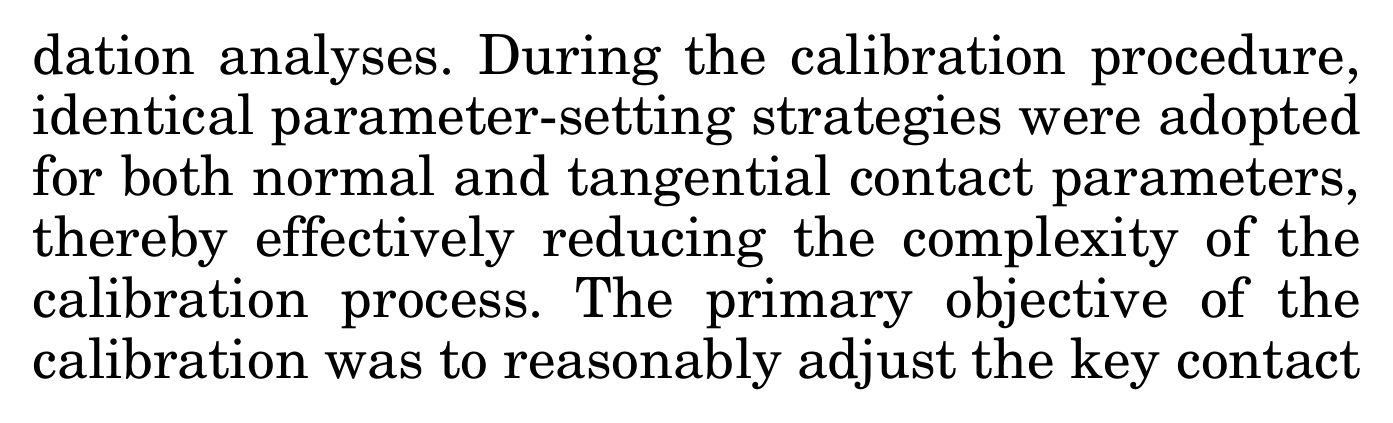 dation analyses. During the calibration procedure,
identical parameter-setting strategies were adopted
for both normal and tangential contact parameters,
thereby effectively reducing the complexity of the
calibration process. The primary objective of the
calibration was to reasonably adjust the key contact